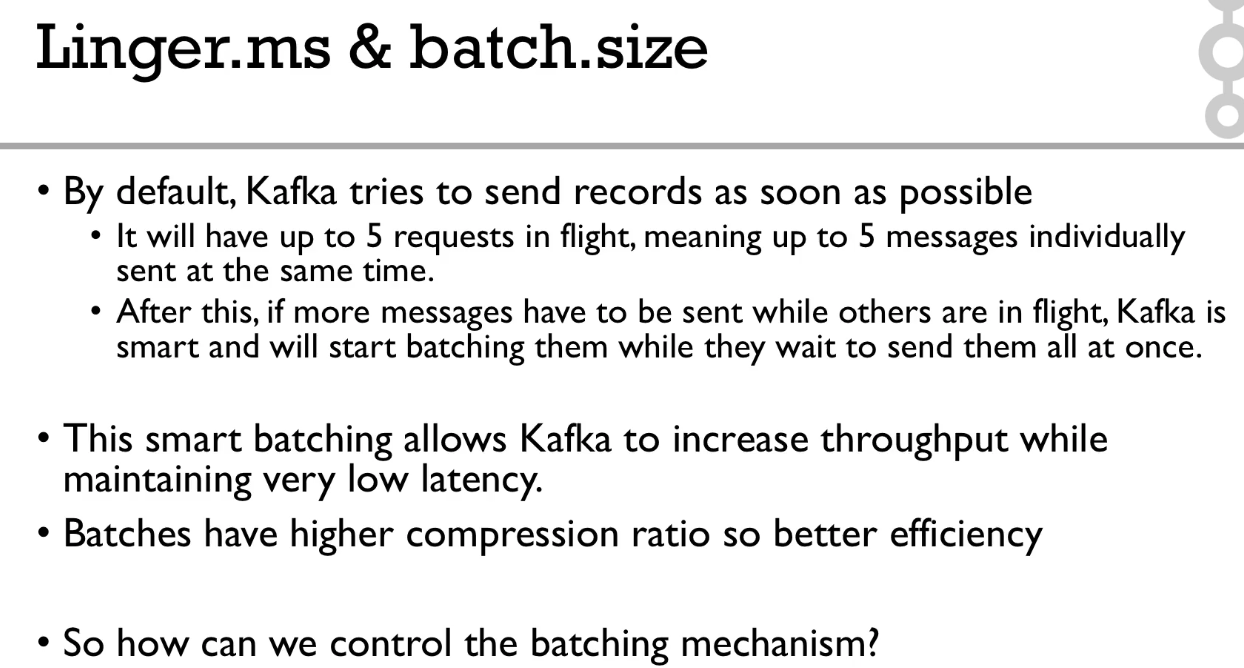 Linger.ms & batch.size
• By default, Kafka tries to send records as soon as possible
• It will have up to 5 requests in flight, meaning up to 5 messages individually
sent at the same time.
• After this, if more messages have to be sent while others are in flight, Kafka is
smart and will start batching them while they wait to send them all at once.
• This smart batching allows Kafka to increase throughput while
maintaining very low latency.
• Batches have higher compression ratio so better efficiency
• So how can we control the batching mechanism?